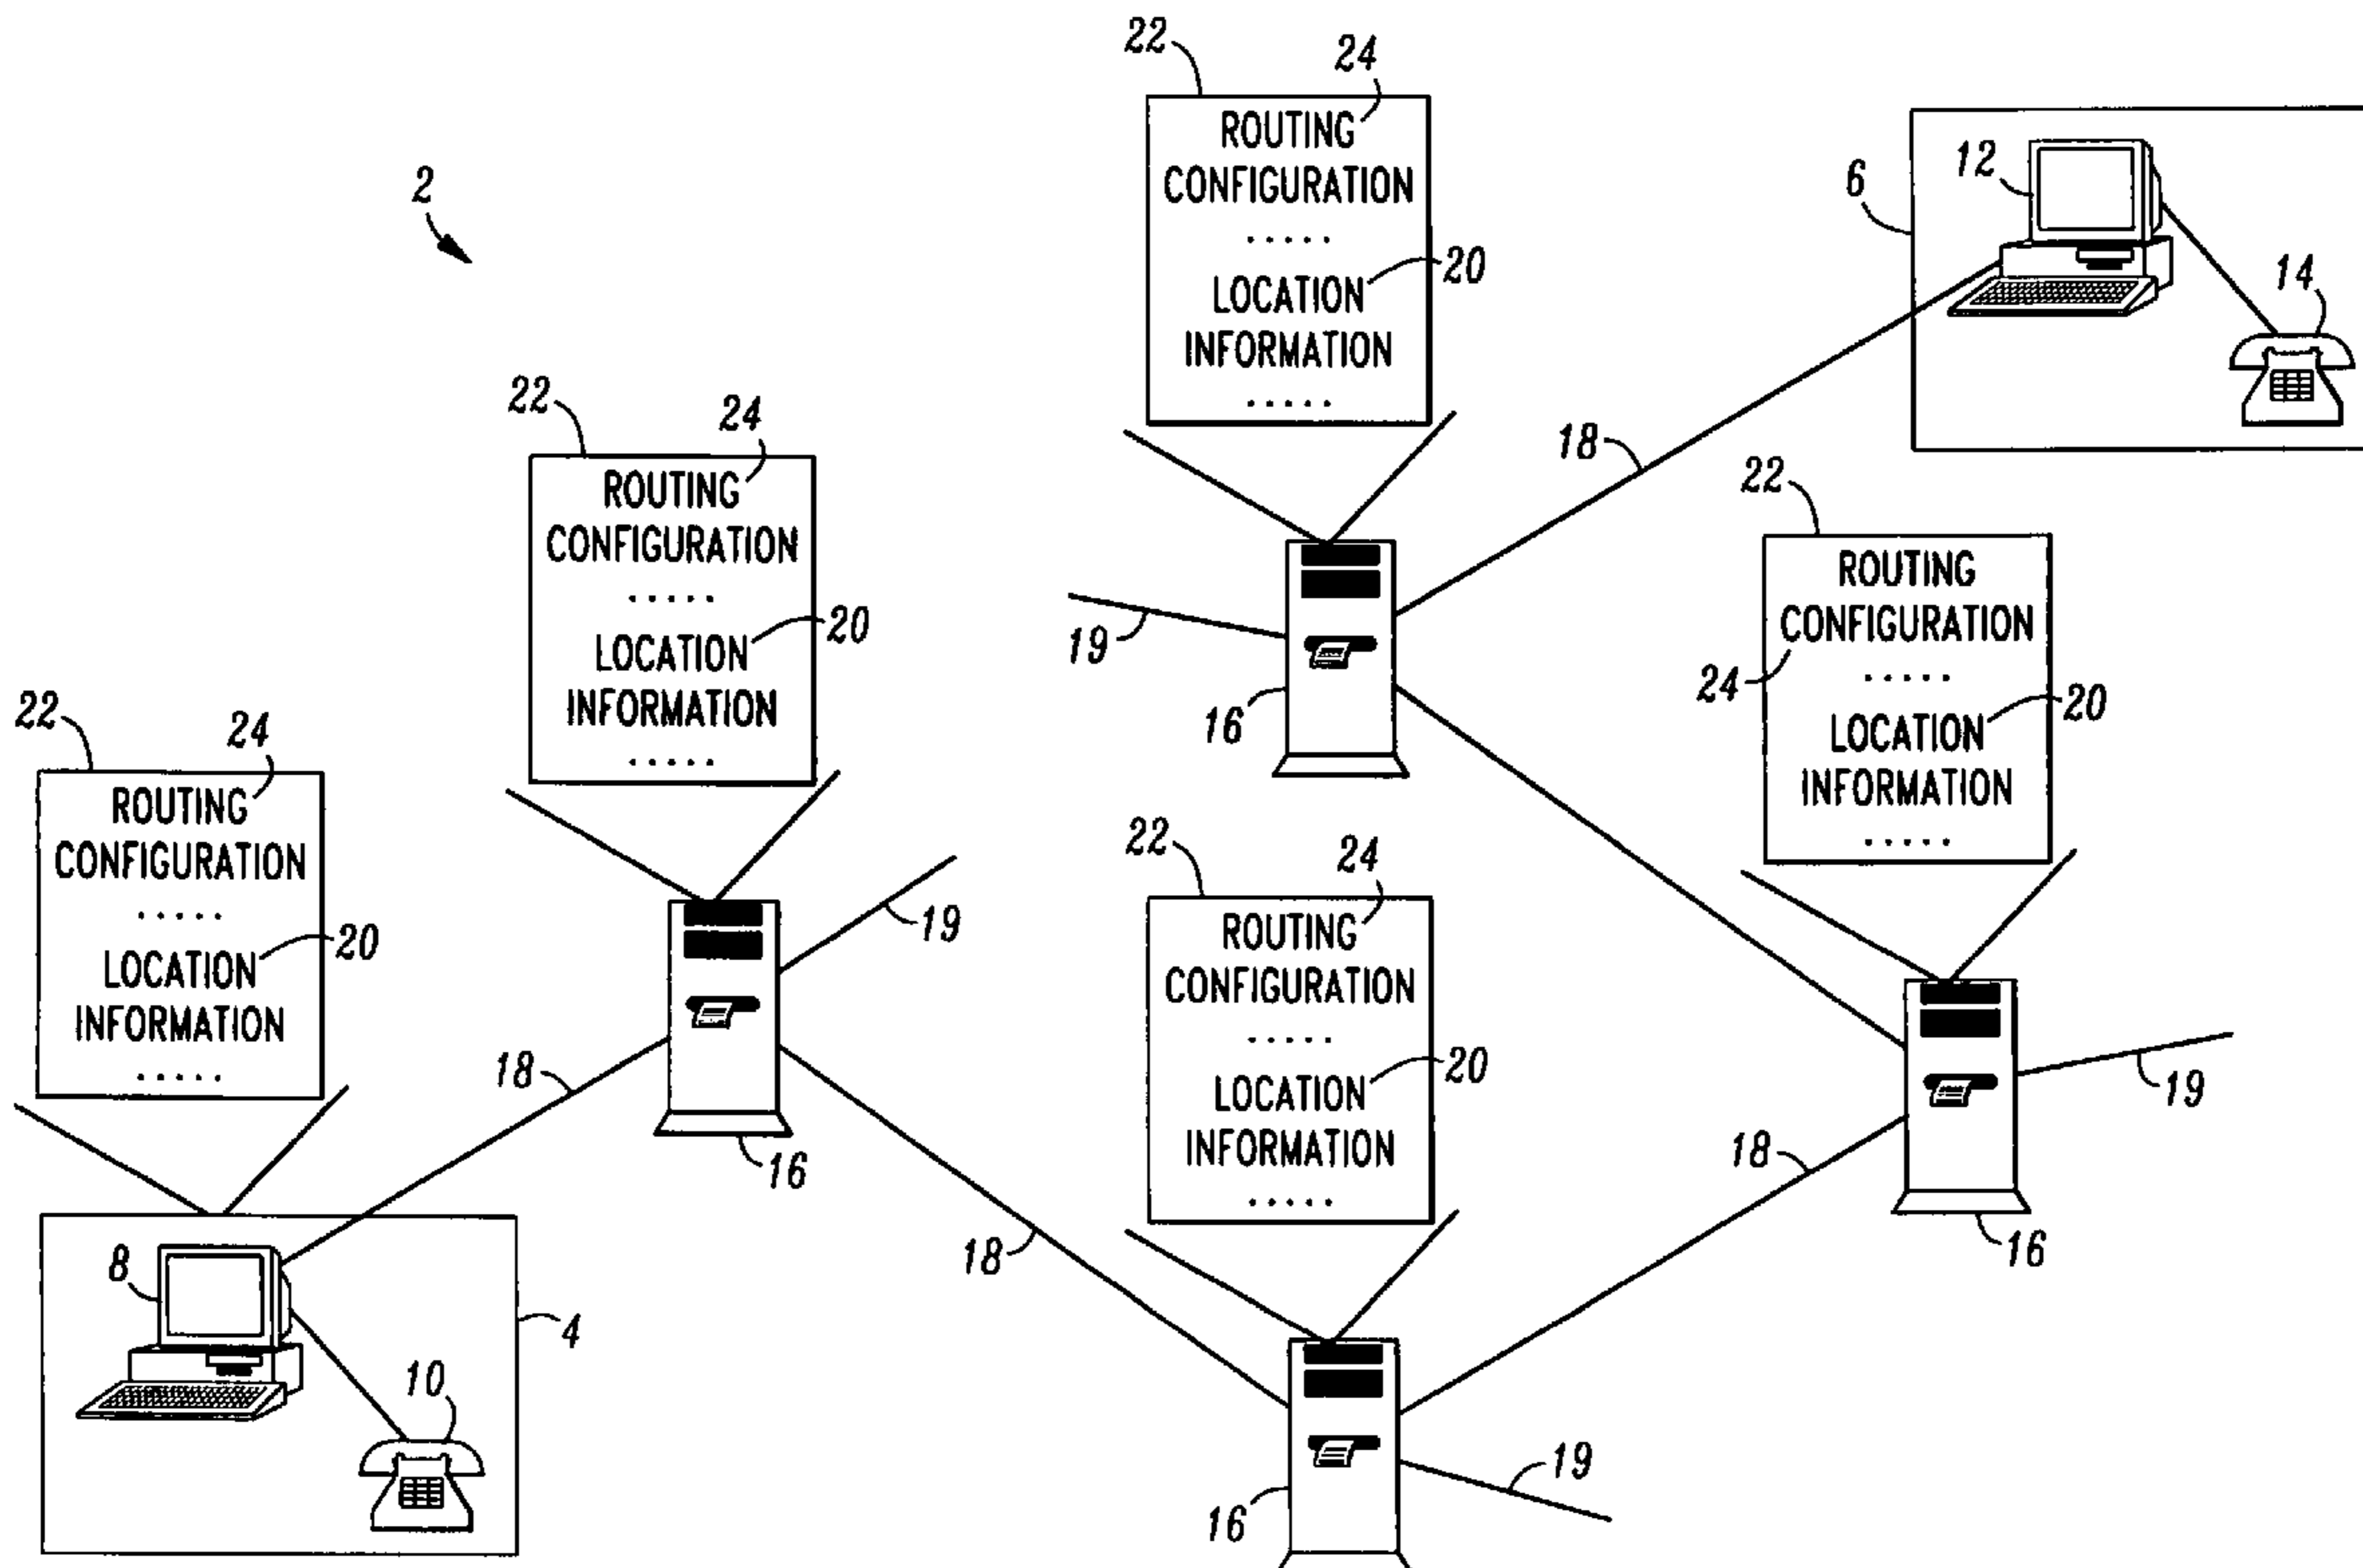 22
24
ROUTING
CONFIGURATION
.....
20
LOCATION
INFORMATION
.....
2
6
12
14
18
22
24
ROUTING
CONFIGURATION
.....
20
LOCATION
INFORMATION
.....
19
16
22
ROUTING
CONFIGURATION
24
.....
20
LOCATION
INFORMATION
.....
22
24
ROUTING
CONFIGURATION
.....
20
LOCATION
INFORMATION
.....
19
18
16
22
24
ROUTING
CONFIGURATION
.....
20
LOCATION
INFORMATION
.....
18
19
18
16
8
4
10
16
19